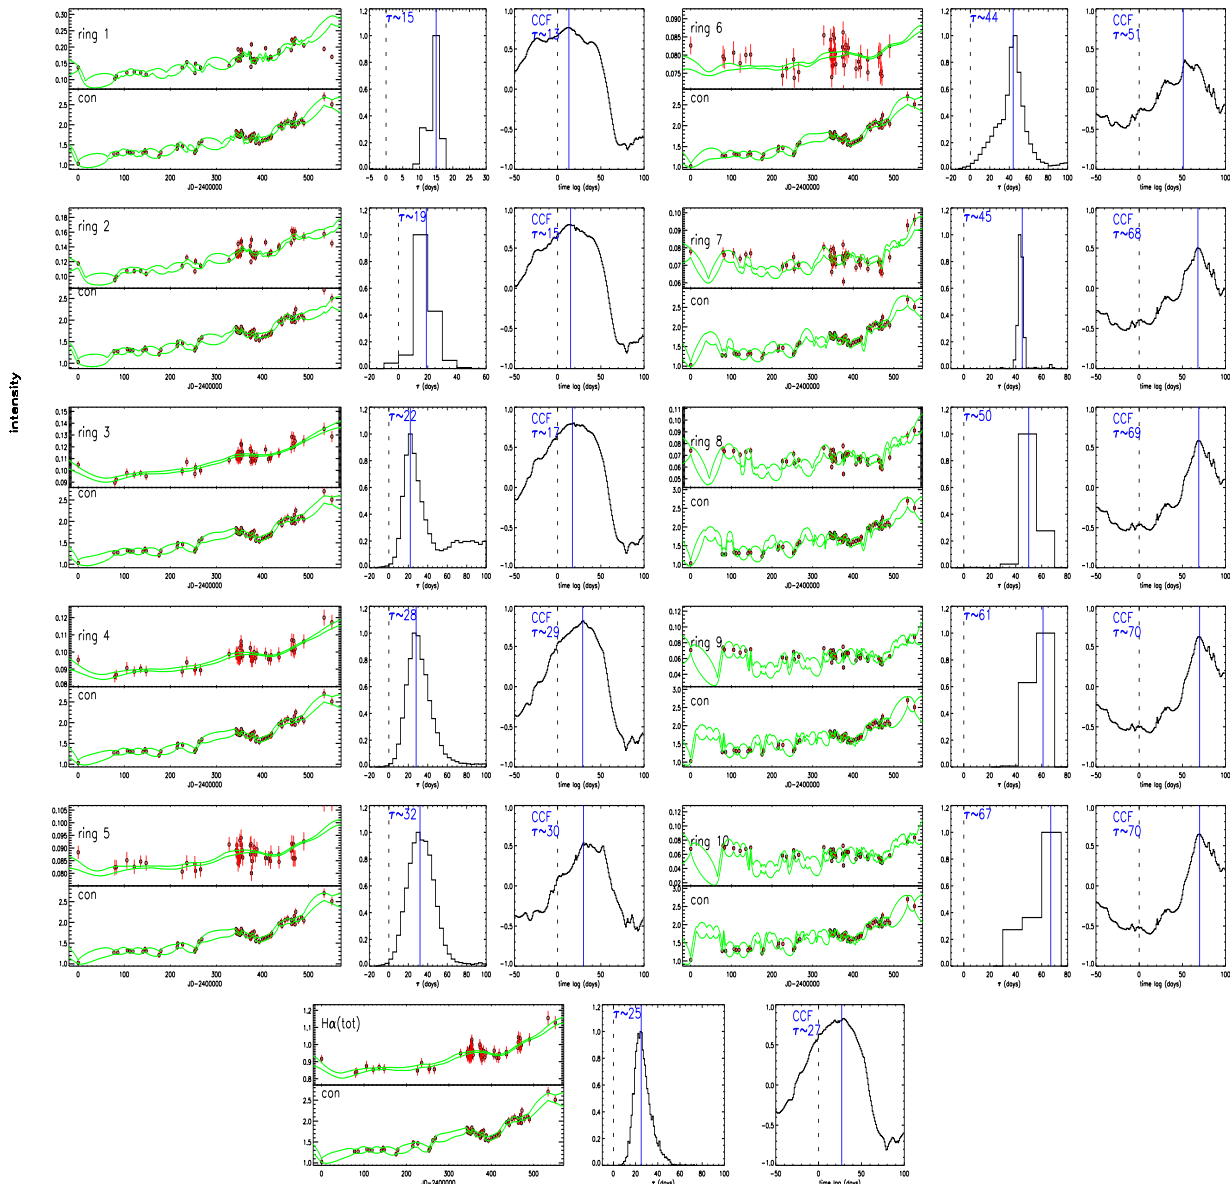 ring 1
con
JD-2400000
τ~15
τ (days)
CCF
τ~13
time lag (days)
ring 6
con
JD-2400000
τ~44
τ (days)
CCF
τ~51
time lag (days)
ring 2
con
JD-2400000
τ~19
τ (days)
CCF
τ~15
time lag (days)
ring 7
con
JD-2400000
τ~45
τ (days)
CCF
τ~68
time lag (days)
intensity
ring 3
con
JD-2400000
τ~22
τ (days)
CCF
τ~17
time lag (days)
ring 8
con
JD-2400000
τ~50
τ (days)
CCF
τ~69
time lag (days)
ring 4
con
JD-2400000
τ~28
τ (days)
CCF
τ~29
time lag (days)
ring 9
con
JD-2400000
τ~61
τ (days)
CCF
τ~70
time lag (days)
ring 5
con
JD-2400000
τ~32
τ (days)
CCF
τ~30
time lag (days)
ring 10
con
JD-2400000
τ~67
τ (days)
CCF
τ~70
time lag (days)
Hα(tot)
con
JD-2400000
τ~25
τ (days)
CCF
τ~27
time lag (days)